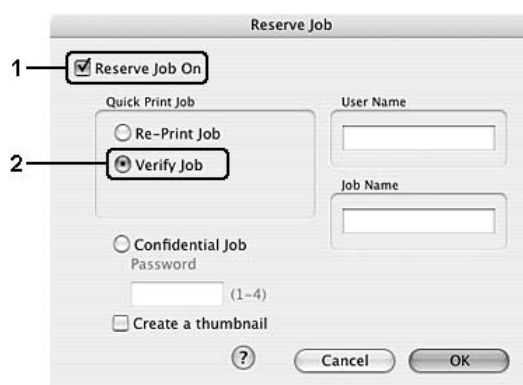 Reserve Job
1
Reserve Job On
Quick Print Job
Re-Print Job
2
Verify Job
User Name
Job Name
Confidential Job
Password
(1-4)
Create a thumbnail
?
Cancel
OK